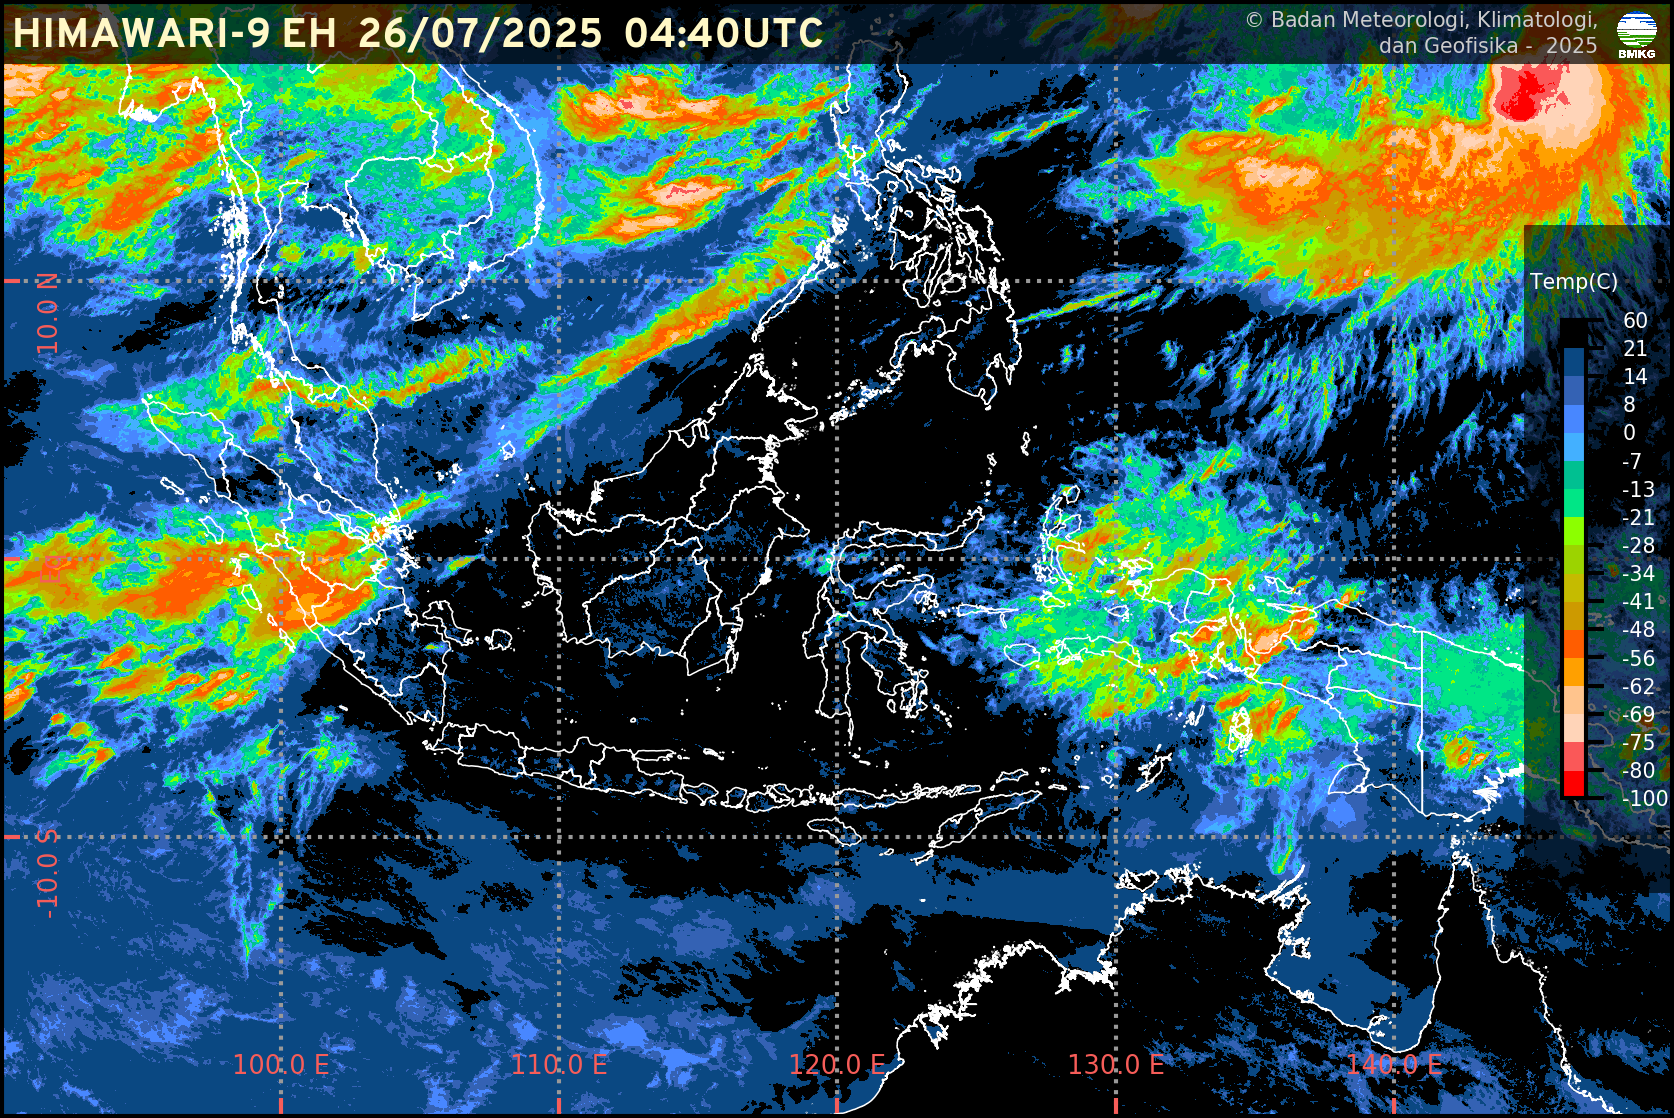 HIMAWARI-9 EH 26/07/2025 04:40UTC
© Badan Meteorologi, Klimatologi,
dan Geofisika - 2025
BMKG
Temp(C)
60
21
14
8
0
-7
-13
-21
-28
-34
-41
-48
-56
-62
-69
-75
-80
-100
10.0 N
Eq
-10.0 S
100.0 E
110.0 E
120.0 E
130.0 E
140.0 E